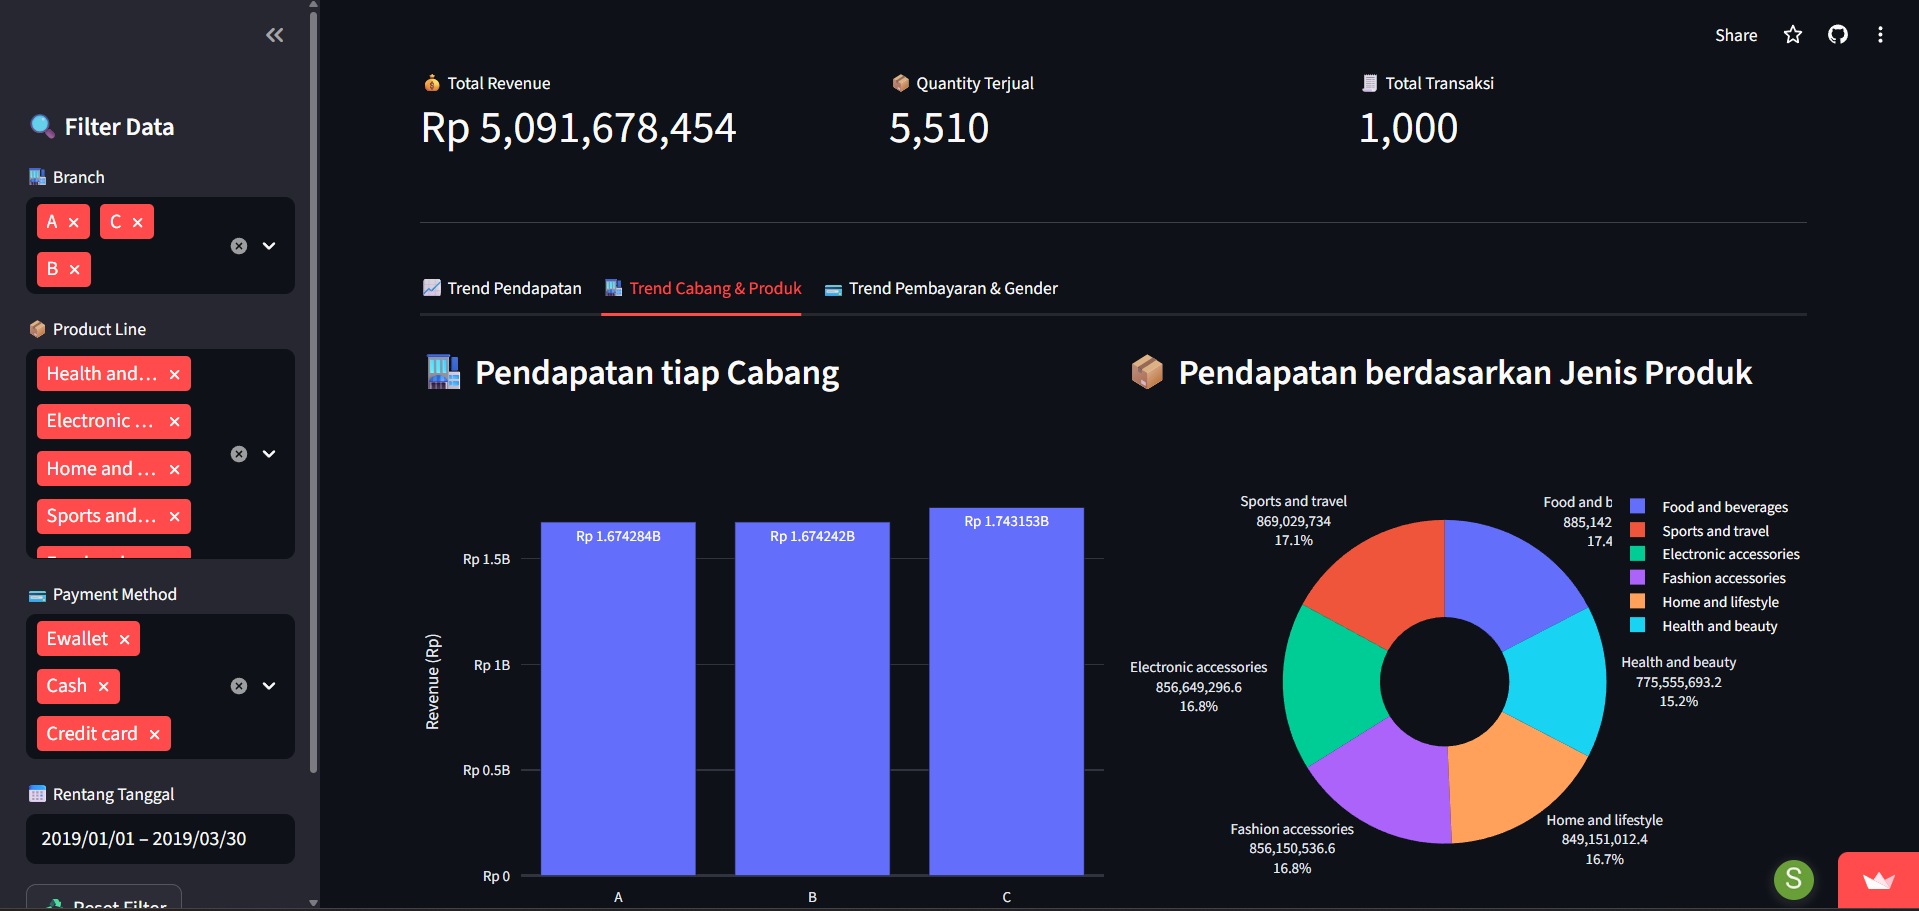 Share
Filter Data
Branch
A
C
B
Product Line
Health and...
Electronic ...
Home and ...
Sports and...
Payment Method
Ewallet
Cash
Credit card
Rentang Tanggal
2019/01/01 – 2019/03/30
Reset Filter
Total Revenue
Rp 5,091,678,454
Quantity Terjual
5,510
Total Transaksi
1,000
Trend Pendapatan
Trend Cabang & Produk
Trend Pembayaran & Gender
Pendapatan tiap Cabang
Revenue (Rp)
Rp 1.5B
Rp 1B
Rp 0.5B
Rp 0
Rp 1.674284B
Rp 1.674242B
Rp 1.743153B
A
B
C
Pendapatan berdasarkan Jenis Produk
Sports and travel
869,029,734
17.1%
Food and b
885,142
17.4
Electronic accessories
856,649,296.6
16.8%
Health and beauty
775,555,693.2
15.2%
Fashion accessories
856,150,536.6
16.8%
Home and lifestyle
849,151,012.4
16.7%
Food and beverages
Sports and travel
Electronic accessories
Fashion accessories
Home and lifestyle
Health and beauty
S